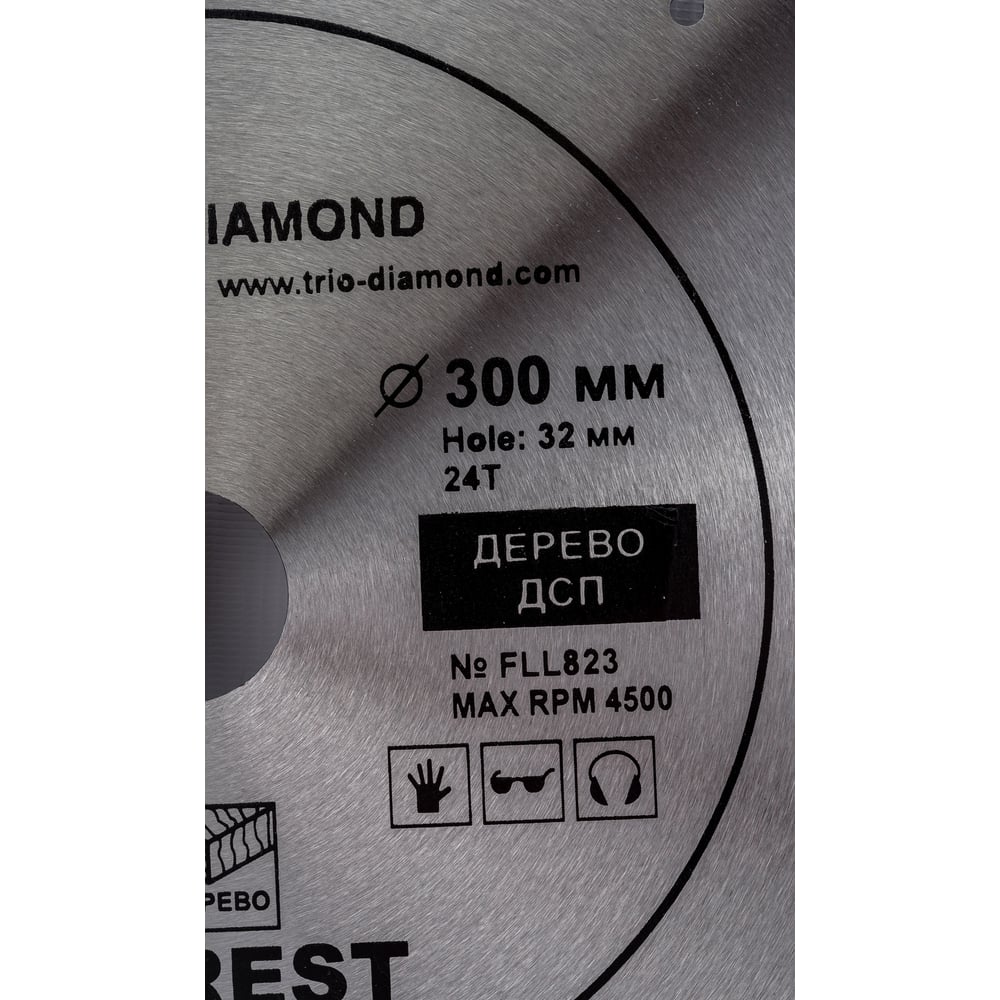 IAMOND
www.trio-diamond.com
Ø 300 мм
Hole: 32 мм
24T
ДЕРЕВО
ДСП
№ FLL823
MAX RPM 4500
РЕВО
REST